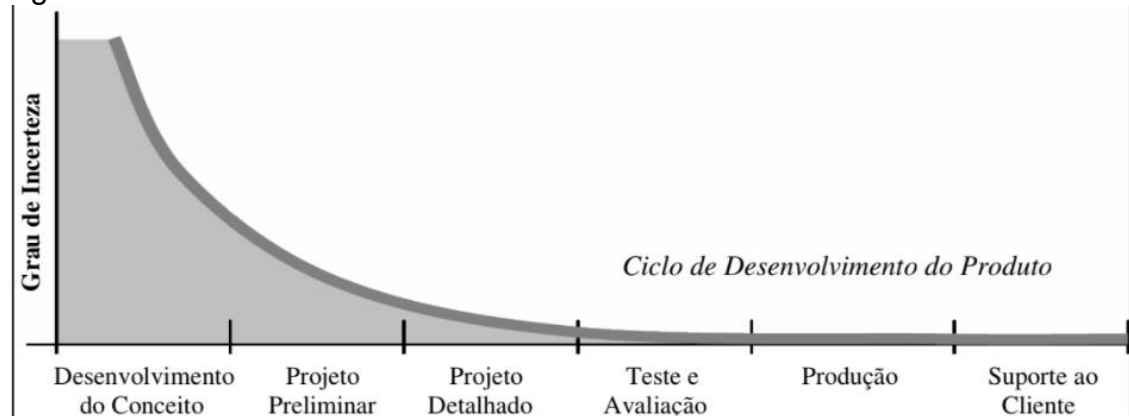 Grau de Incerteza
Ciclo de Desenvolvimento do Produto
Desenvolvimento
do Conceito
Projeto
Preliminar
Projeto
Detalhado
Teste e
Avaliação
Produção
Suporte ao
Cliente